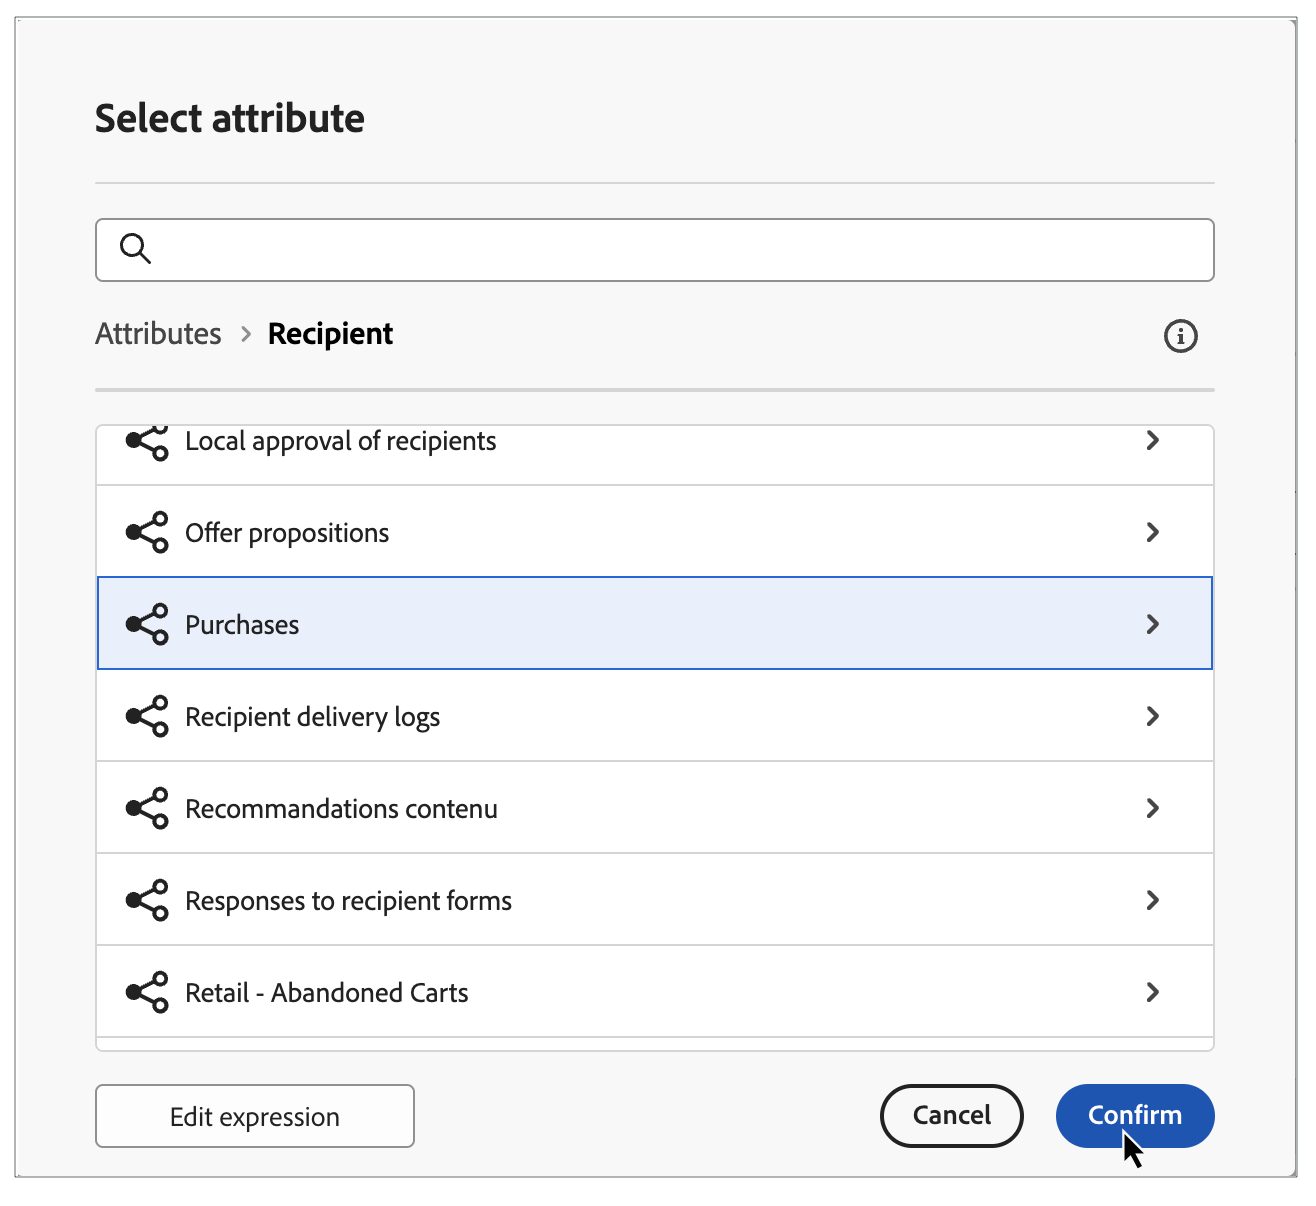 Select attribute
Attributes > Recipient
Local approval of recipients
Offer propositions
Purchases
Recipient delivery logs
Recommandations contenu
Responses to recipient forms
Retail - Abandoned Carts
Edit expression
Cancel
Confirm